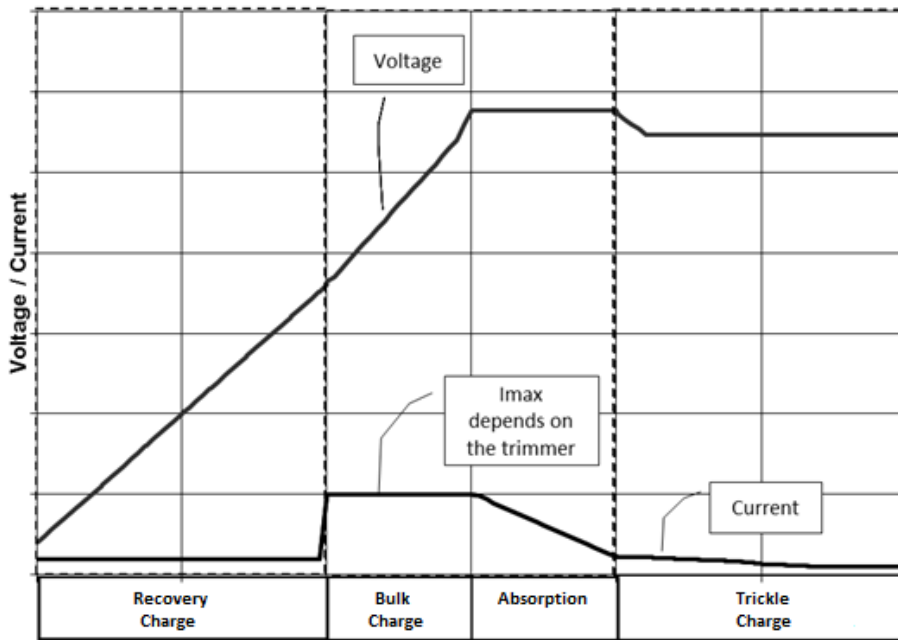 Voltage / Current
Voltage
Imax
depends on
the trimmer
Current
Recovery
Charge
Bulk
Charge
Absorption
Trickle
Charge